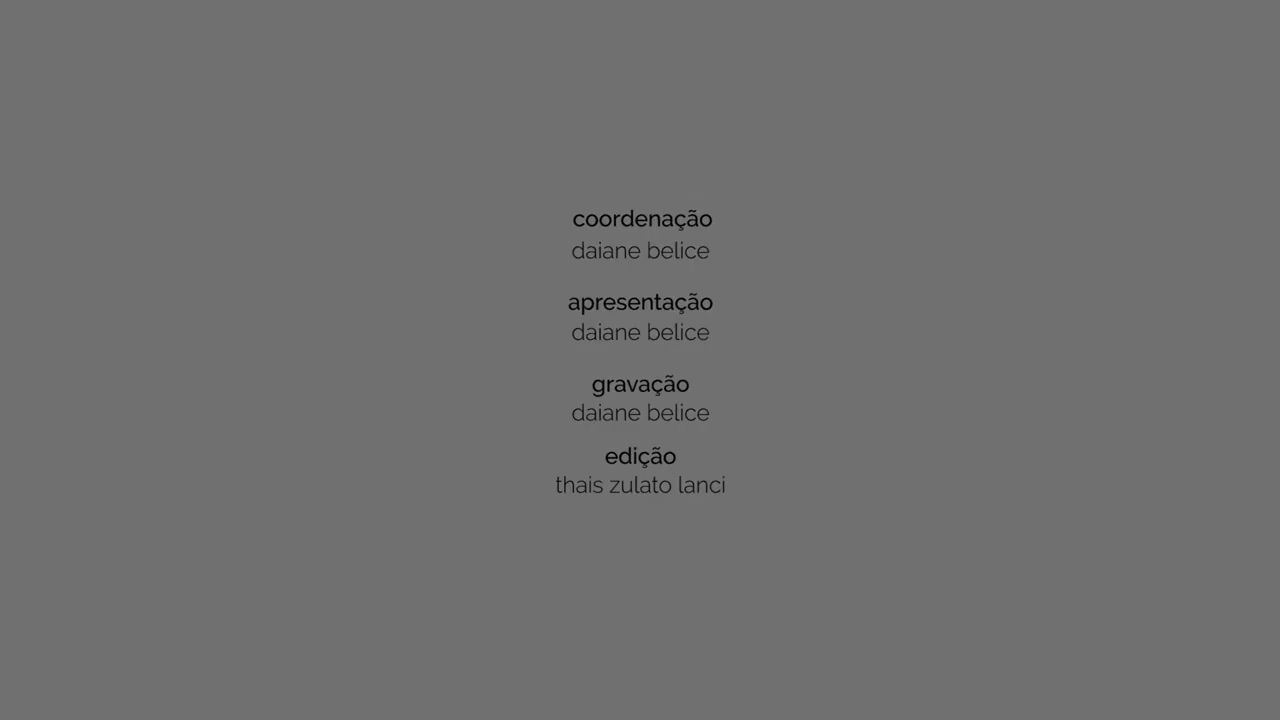 coordenação
daiane belice
apresentação
daiane belice
gravação
daiane belice
edição
thais zulato lanci